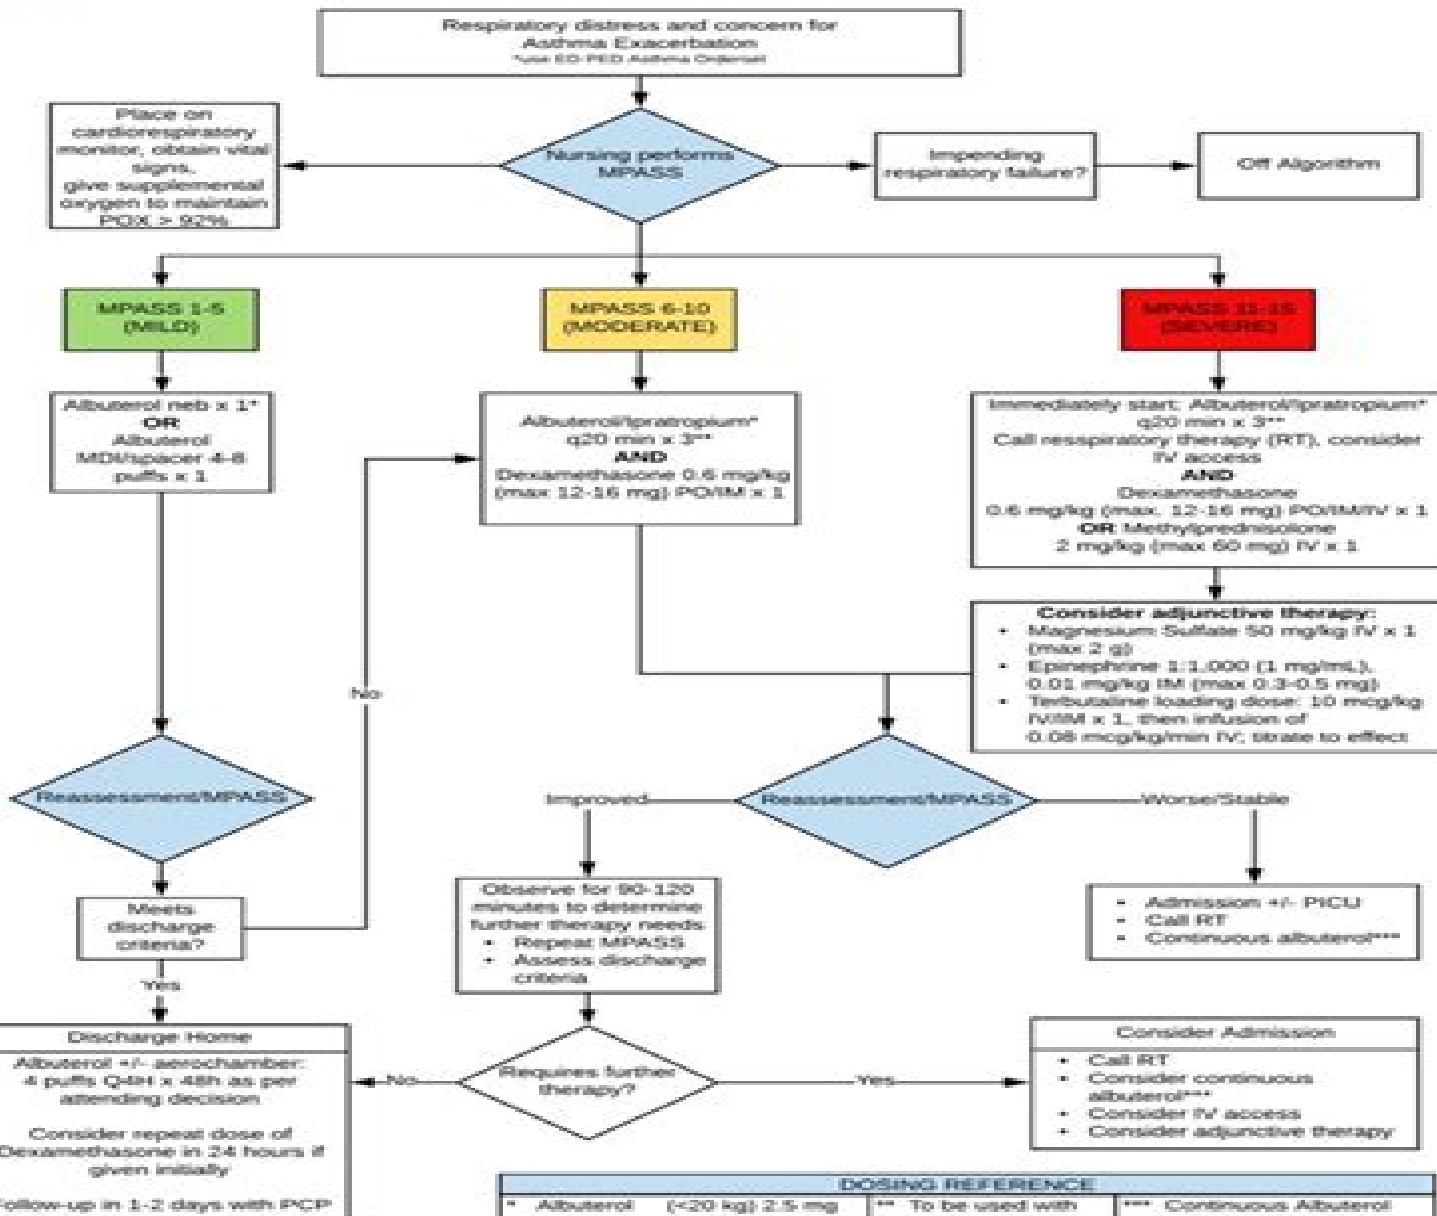 Respiratory distress and concern for
Asthma Exacerbation
*use ED-PED Asthma Orderset
Place on
cardiorespiratory
monitor, obtain vital
signs,
give supplemental
oxygen to maintain
POX > 92%
Nursing performs
MPASS
Impending
respiratory failure?
Off Algorithm
MPASS 1-5
(MILD)
MPASS 6-10
(MODERATE)
MPASS 11-15
(SEVERE)
Albuterol neb x 1*
OR
Albuterol
MDI/spacer 4-8
puffs x 1
Albuterol/Ipratropium*
q20 min x 3**
AND
Dexamethasone 0.6 mg/kg
(max 12-16 mg) PO/IM x 1
Immediately start: Albuterol/Ipratropium*
q20 min x 3**
Call resspiratory therapy (RT), consider
IV access
AND
Dexamethasone
0.6 mg/kg (max. 12-16 mg) PO/IM/IV x 1
OR Methylprednisolone
2 mg/kg (max 60 mg) IV x 1
Consider adjunctive therapy:
• Magnesium Sulfate 50 mg/kg IV x 1
(max 2 g)
• Epinephrine 1:1,000 (1 mg/mL),
0.01 mg/kg IM (max 0.3-0.5 mg)
• Terbutaline loading dose: 10 mcg/kg
IV/IM x 1, then infusion of
0.08 mcg/kg/min IV; titrate to effect
No
Reassessment/MPASS
Improved
Reassessment/MPASS
Worse/Stable
Meets
discharge
criteria?
Yes
Observe for 90-120
minutes to determine
further therapy needs
• Repeat MPASS
• Assess discharge
criteria
• Admission +/- PICU
• Call RT
• Continuous albuterol***
Discharge Home
Albuterol +/- aerochamber:
4 puffs Q4H x 48h as per
attending decision
Consider repeat dose of
Dexamethasone in 24 hours if
given initially
Follow-up in 1-2 days with PCP
No
Requires further
therapy?
Yes
Consider Admission
• Call RT
• Consider continuous
albuterol***
• Consider IV access
• Consider adjunctive therapy
DOSING REFERENCE
* Albuterol (<20 kg) 2.5 mg
** To be used with
*** Continuous Albuterol